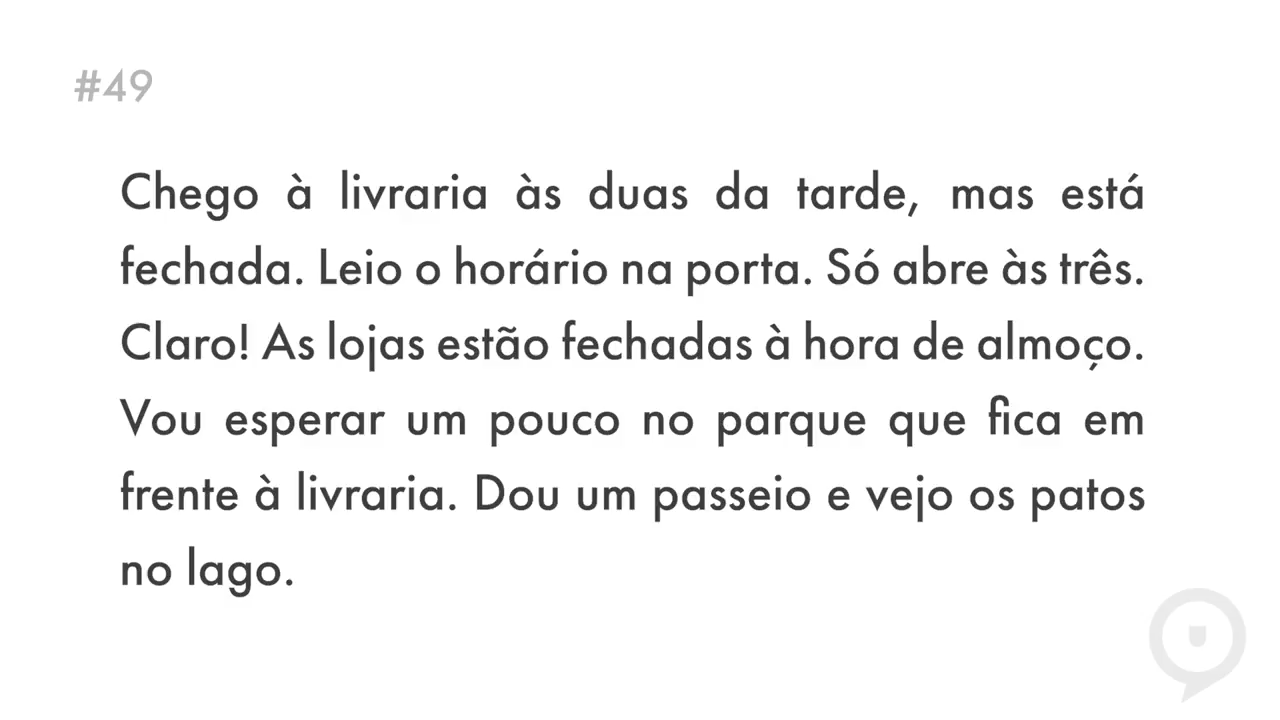 #49
Chego à livraria às duas da tarde, mas está
fechada. Leio o horário na porta. Só abre às três.
Claro! As lojas estão fechadas à hora de almoço.
Vou esperar um pouco no parque que fica em
frente à livraria. Dou um passeio e vejo os patos
no lago.